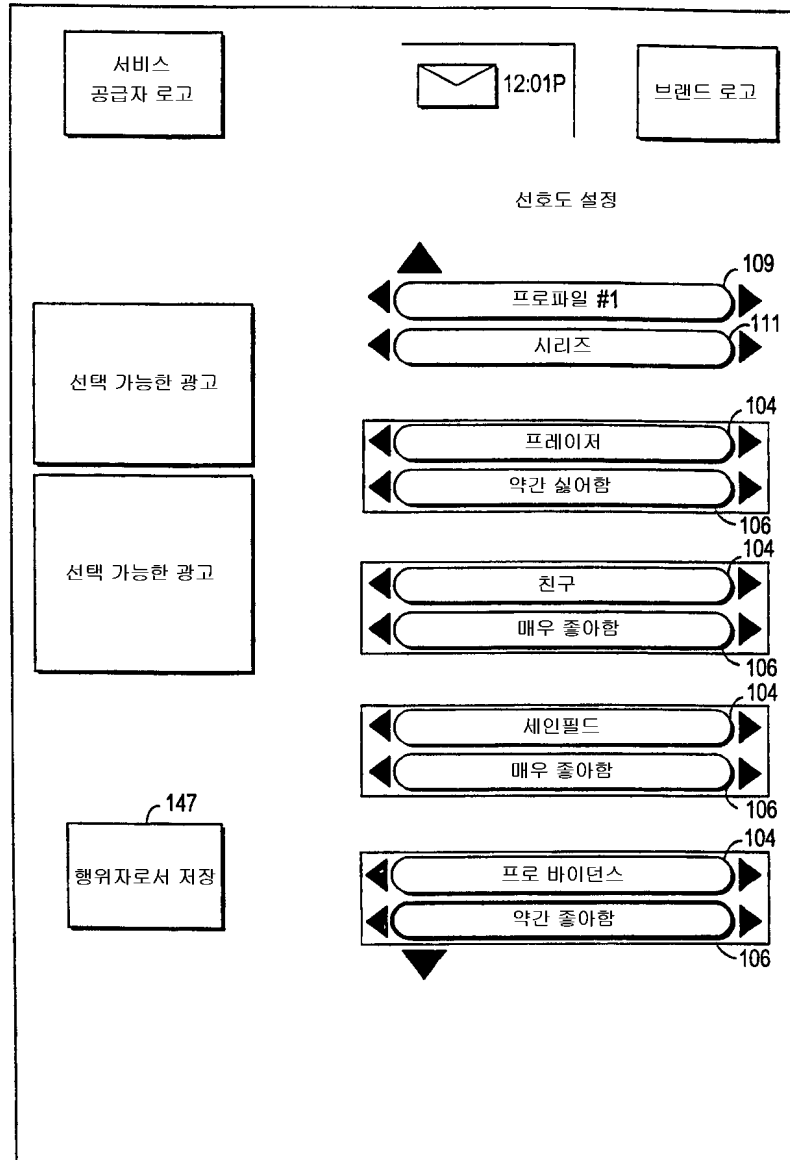 서비스
공급자 로고
12:01P
브랜드 로고
선호도 설정
109
프로파일 #1
111
시리즈
선택 가능한 광고
104
프레이저
약간 싫어함
106
선택 가능한 광고
104
친구
매우 좋아함
106
104
세인필드
매우 좋아함
106
147
행위자로서 저장
104
프로 바이던스
약간 좋아함
106